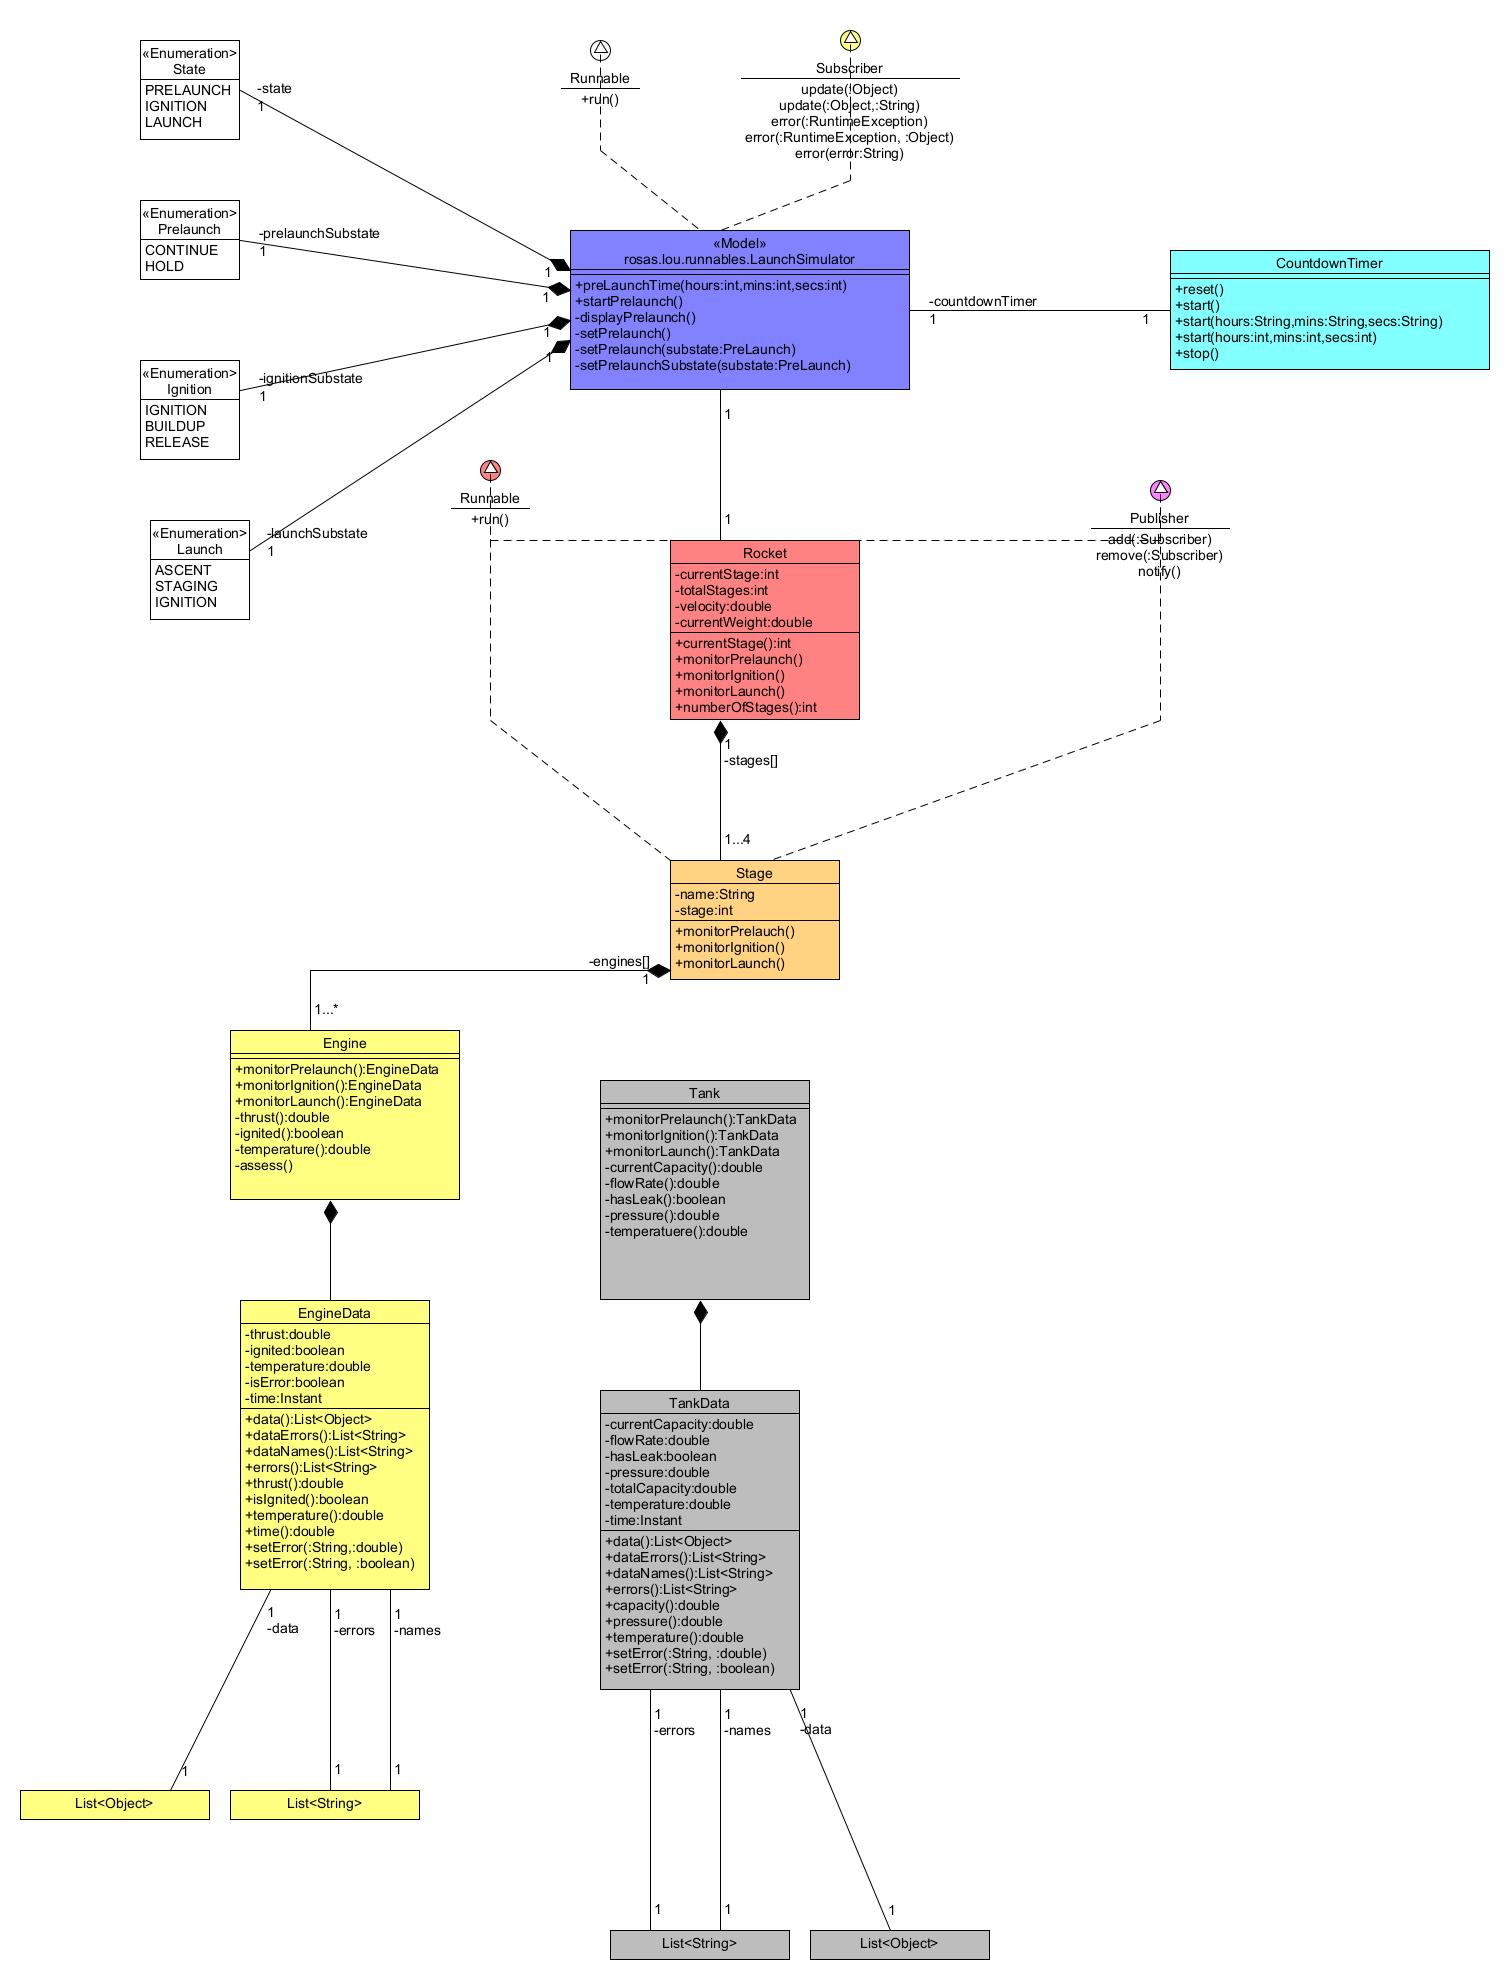 «Enumeration>
State
PRELAUNCH
IGNITION
LAUNCH
-state
1
Runnable
+run()
Subscriber
update(:Object)
update(:Object,:String)
error(:RuntimeException)
error(:RuntimeException, :Object)
error(error:String)
«Enumeration>
Prelaunch
CONTINUE
HOLD
-prelaunchSubstate
1
«Enumeration>
Ignition
IGNITION
BUILDUP
RELEASE
-ignitionSubstate
1
«Enumeration>
Launch
ASCENT
STAGING
IGNITION
-launchSubstate
1
1
1
1
1
«Model»
rosas.lou.runnables.LaunchSimulator
+preLaunchTime(hours:int,mins:int,secs:int)
+startPrelaunch()
-displayPrelaunch()
-setPrelaunch()
-setPrelaunch(substate:PreLaunch)
-setPrelaunchSubstate(substate:PreLaunch)
-countdownTimer
1
1
CountdownTimer
+reset()
+start()
+start(hours:String,mins:String,secs:String)
+start(hours:int,mins:int,secs:int)
+stop()
1
1
Runnable
+run()
Publisher
add(:Subscriber)
remove(:Subscriber)
notify()
Rocket
-currentStage:int
-totalStages:int
-velocity:double
-currentWeight:double
+currentStage():int
+monitorPrelaunch()
+monitorIgnition()
+monitorLaunch()
+numberOfStages():int
1
-stages[]
1...4
Stage
-name:String
-stage:int
+monitorPrelauch()
+monitorIgnition()
+monitorLaunch()
-engines[]
1
1...*
Engine
+monitorPrelaunch():EngineData
+monitorIgnition():EngineData
+monitorLaunch():EngineData
-thrust():double
-ignited():boolean
-temperature():double
-assess()
Tank
+monitorPrelaunch():TankData
+monitorIgnition():TankData
+monitorLaunch():TankData
-currentCapacity():double
-flowRate():double
-hasLeak():boolean
-pressure():double
-temperatuere():double
EngineData
-thrust:double
-ignited:boolean
-temperature:double
-isError:boolean
-time:Instant
+data():List<Object>
+dataErrors():List<String>
+dataNames():List<String>
+errors():List<String>
+thrust():double
+isIgnited():boolean
+temperature():double
+time():double
+setError(:String,:double)
+setError(:String, :boolean)
TankData
-currentCapacity:double
-flowRate:double
-hasLeak:boolean
-pressure:double
-totalCapacity:double
-temperature:double
-time:Instant
+data():List<Object>
+dataErrors():List<String>
+dataNames():List<String>
+errors():List<String>
+capacity():double
+pressure():double
+temperature():double
+setError(:String, :double)
+setError(:String, :boolean)
1
-data
1
-errors
1
-names
1
1
1
List<Object>
List<String>
1
-errors
1
-names
1
-data
1
1
1
List<String>
List<Object>